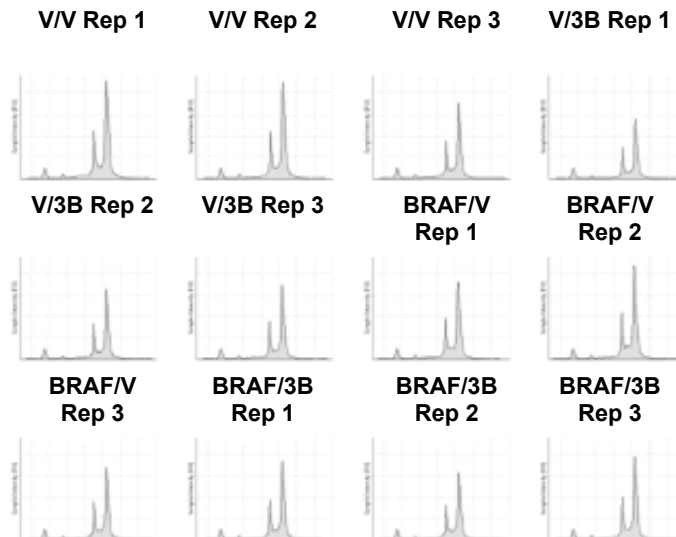 V/V Rep 1
V/V Rep 2
V/V Rep 3
V/3B Rep 1
V/3B Rep 2
V/3B Rep 3
BRAF/V
Rep 1
BRAF/V
Rep 2
BRAF/V
Rep 3
BRAF/3B
Rep 1
BRAF/3B
Rep 2
BRAF/3B
Rep 3